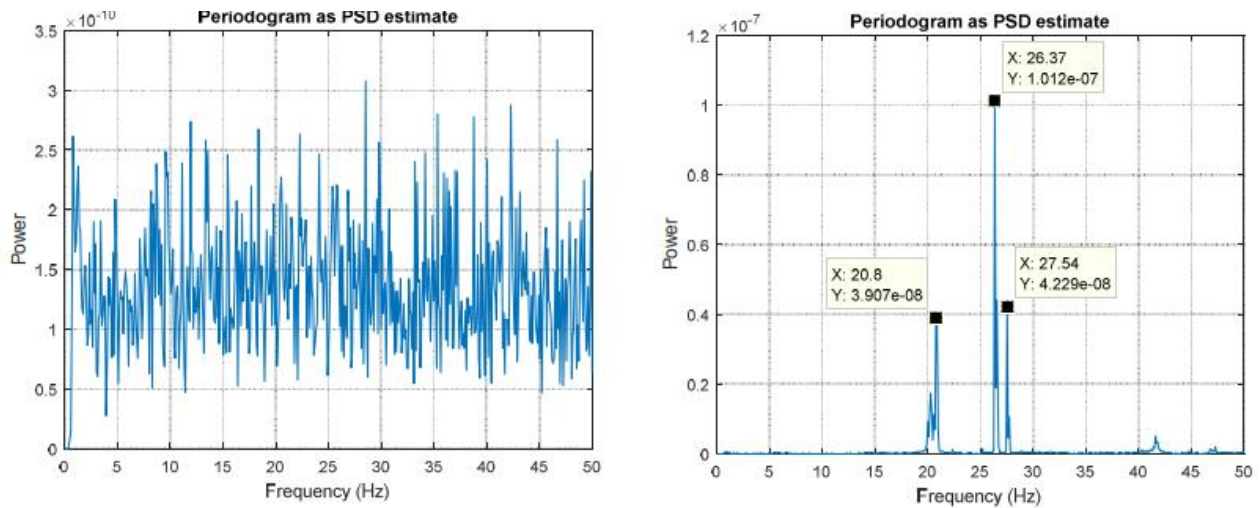 Periodogram as PSD estimate
×10⁻¹⁰
3.5
3
2.5
2
1.5
1
0.5
0
Power
0 5 10 15 20 25 30 35 40 45 50
Frequency (Hz)
Periodogram as PSD estimate
×10⁻⁷
1.2
1
0.8
0.6
0.4
0.2
0
Power
X: 26.37
Y: 1.012e-07
X: 20.8
Y: 3.907e-08
X: 27.54
Y: 4.229e-08
0 5 10 15 20 25 30 35 40 45 50
Frequency (Hz)